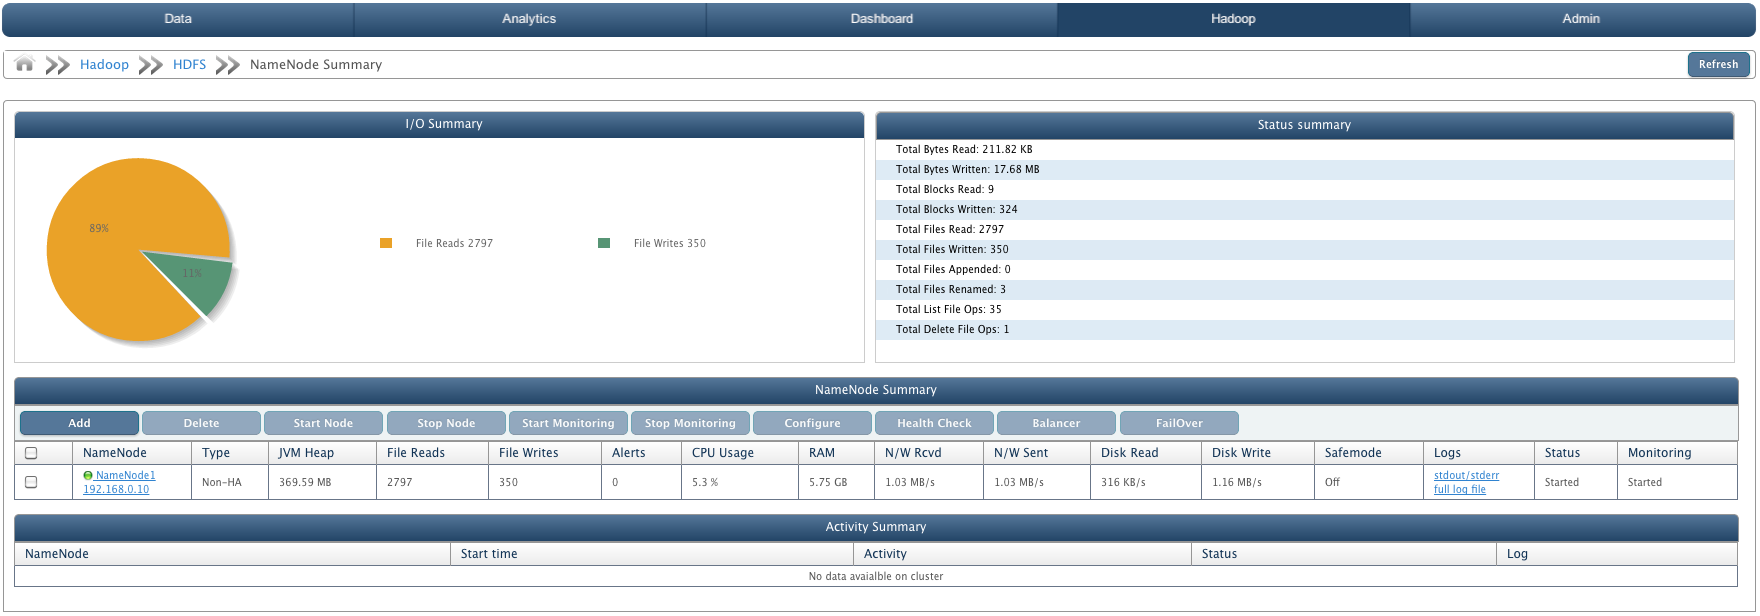 Data Analytics Dashboard Hadoop Admin
Hadoop HDFS NameNode Summary Refresh
I/O Summary
89%
11%
File Reads 2797 File Writes 350
Status summary
Total Bytes Read: 211.82 KB
Total Bytes Written: 17.68 MB
Total Blocks Read: 9
Total Blocks Written: 324
Total Files Read: 2797
Total Files Written: 350
Total Files Appended: 0
Total Files Renamed: 3
Total List File Ops: 35
Total Delete File Ops: 1
NameNode Summary
Add Delete Start Node Stop Node Start Monitoring Stop Monitoring Configure Health Check Balancer FailOver
NameNode Type JVM Heap File Reads File Writes Alerts CPU Usage RAM N/W Rcvd N/W Sent Disk Read Disk Write Safemode Logs Status Monitoring
NameNode1
192.168.0.10
Non-HA 369.59 MB 2797 350 0 5.3 % 5.75 GB 1.03 MB/s 1.03 MB/s 316 KB/s 1.16 MB/s Off
stdout/stderr
full log file
Started Started
Activity Summary
NameNode Start time Activity Status Log
No data avaialble on cluster